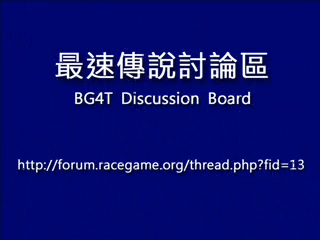 最速傳說討論區
BG4T Discussion Board
http://forum.racegame.org/thread.php?fid=13